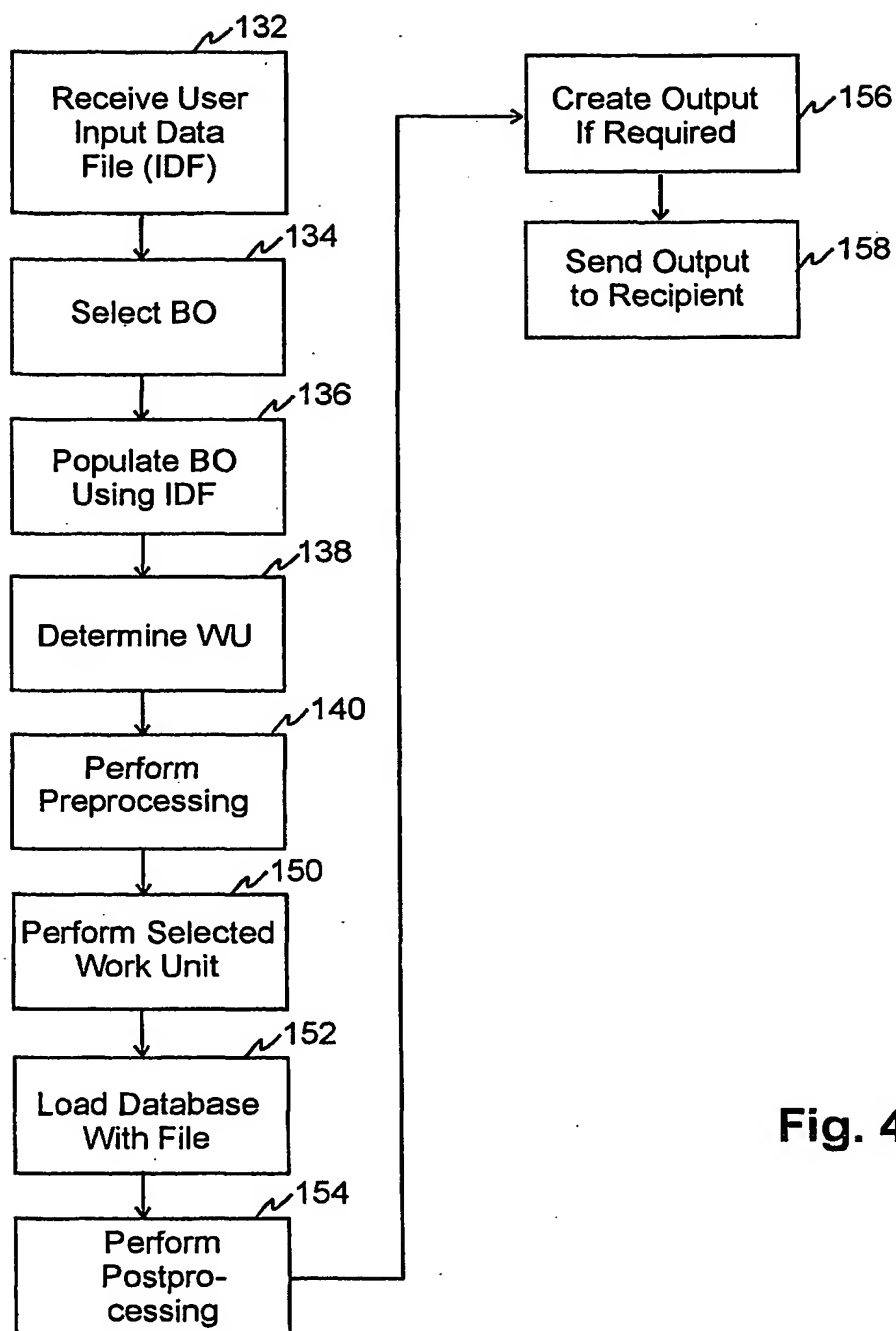 132
Receive User
Input Data
File (IDF)
134
Select BO
136
Populate BO
Using IDF
138
Determine WU
140
Perform
Preprocessing
150
Perform Selected
Work Unit
152
Load Database
With File
154
Perform
Postpro-
cessing
Create Output
If Required
156
Send Output
to Recipient
158
Fig. 4